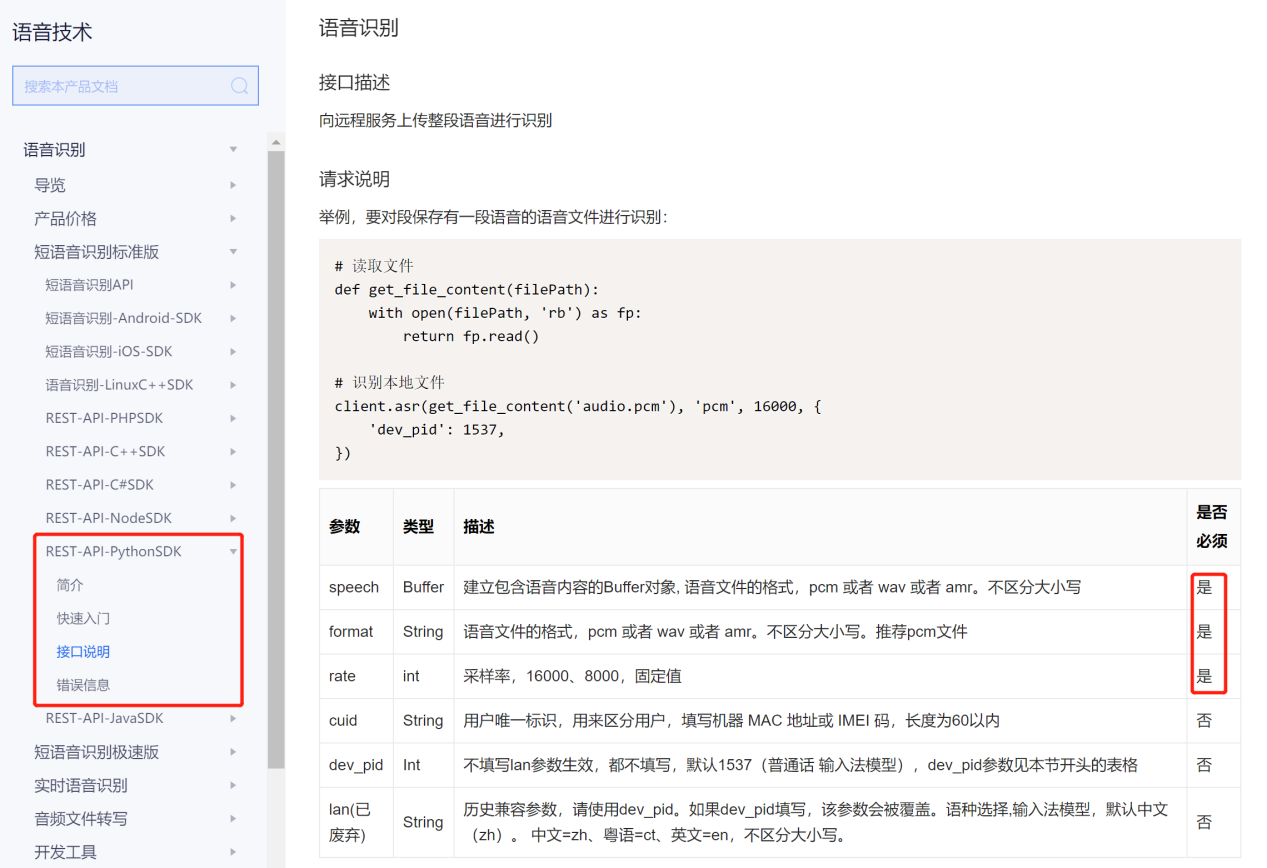 语音技术
搜索本产品文档
语音识别
导览
产品价格
短语音识别标准版
短语音识别API
短语音识别-Android-SDK
短语音识别-iOS-SDK
语音识别-LinuxC++SDK
REST-API-PHPSDK
REST-API-C++SDK
REST-API-C#SDK
REST-API-NodeSDK
REST-API-PythonSDK
简介
快速入门
接口说明
错误信息
REST-API-JavaSDK
短语音识别极速版
实时语音识别
音频文件转写
开发工具
语音识别
接口描述
向远程服务上传整段语音进行识别
请求说明
举例，要对段保存有一段语音的语音文件进行识别：
# 读取文件
def get_file_content(filePath):
    with open(filePath, 'rb') as fp:
        return fp.read()
# 识别本地文件
client.asr(get_file_content('audio.pcm'), 'pcm', 16000, {
    'dev_pid': 1537,
})
参数 类型 描述 是否
必须
speech Buffer 建立包含语音内容的Buffer对象, 语音文件的格式，pcm 或者 wav 或者 amr。不区分大小写 是
format String 语音文件的格式，pcm 或者 wav 或者 amr。不区分大小写。推荐pcm文件 是
rate int 采样率，16000、8000，固定值 是
cuid String 用户唯一标识，用来区分用户，填写机器 MAC 地址或 IMEI 码，长度为60以内 否
dev_pid Int 不填写lan参数生效，都不填写，默认1537（普通话 输入法模型），dev_pid参数见本节开头的表格 否
lan(已
废弃) String 历史兼容参数，请使用dev_pid。如果dev_pid填写，该参数会被覆盖。语种选择,输入法模型，默认中文
（zh）。 中文=zh、粤语=ct、英文=en，不区分大小写。 否